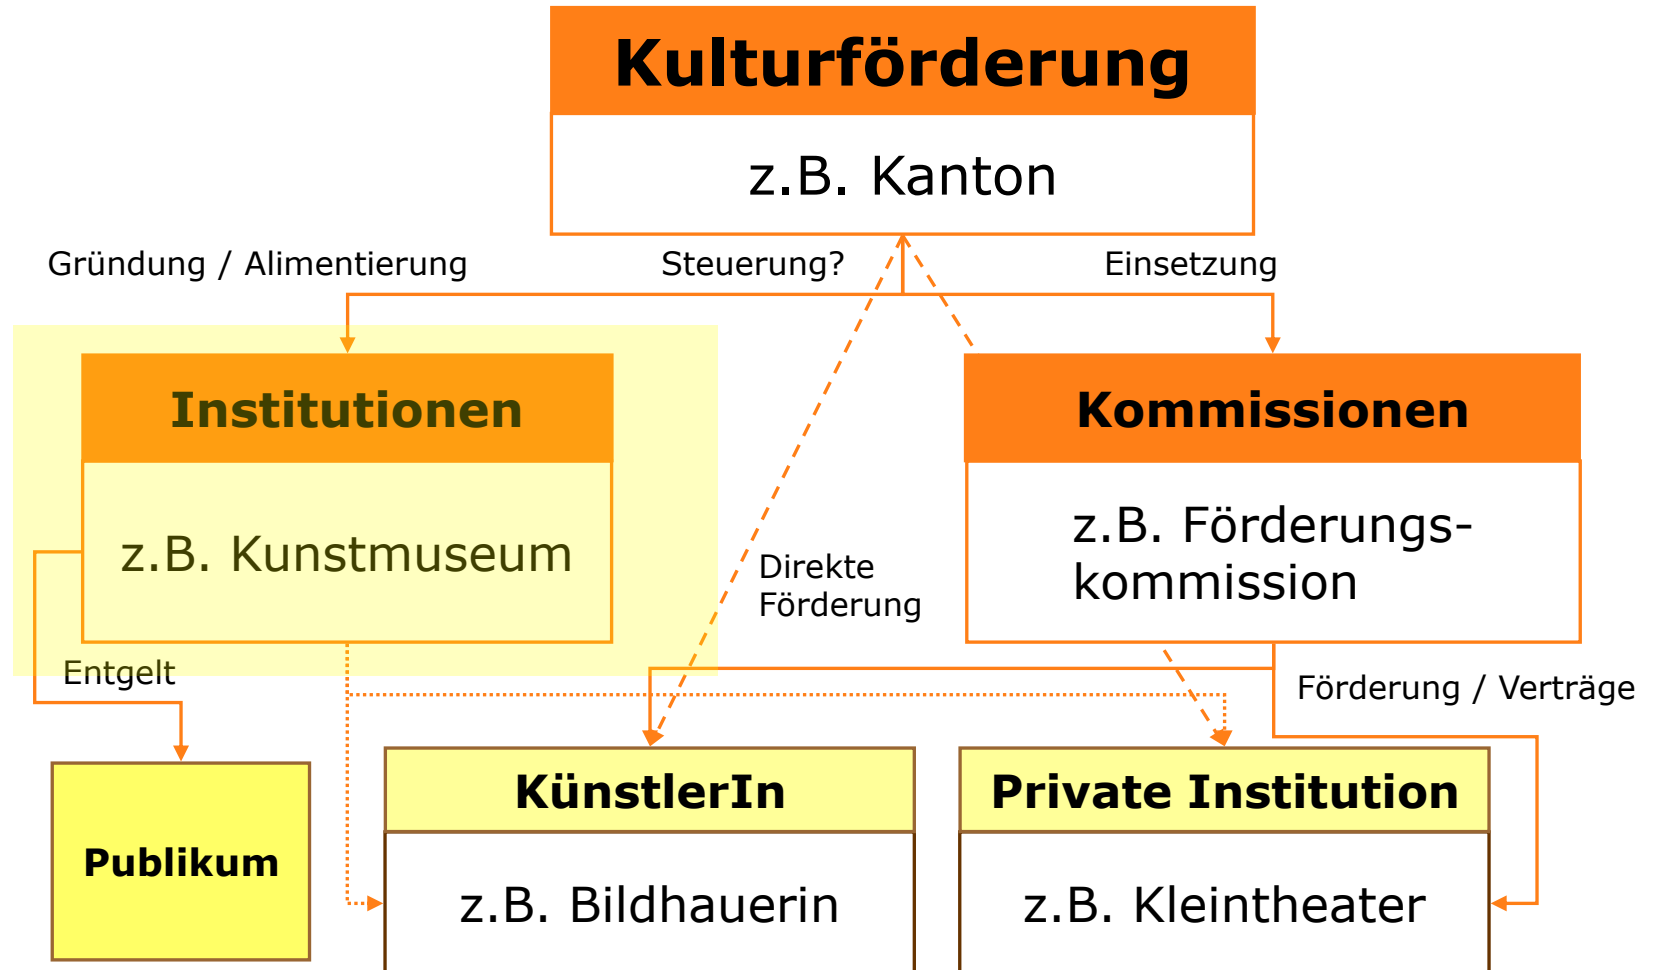 Kulturförderung
z.B. Kanton
Gründung / Alimentierung
Steuerung?
Einsetzung
Institutionen
z.B. Kunstmuseum
Kommissionen
z.B. Förderungs-
kommission
Direkte
Förderung
Entgelt
Förderung / Verträge
Publikum
KünstlerIn
z.B. Bildhauerin
Private Institution
z.B. Kleintheater